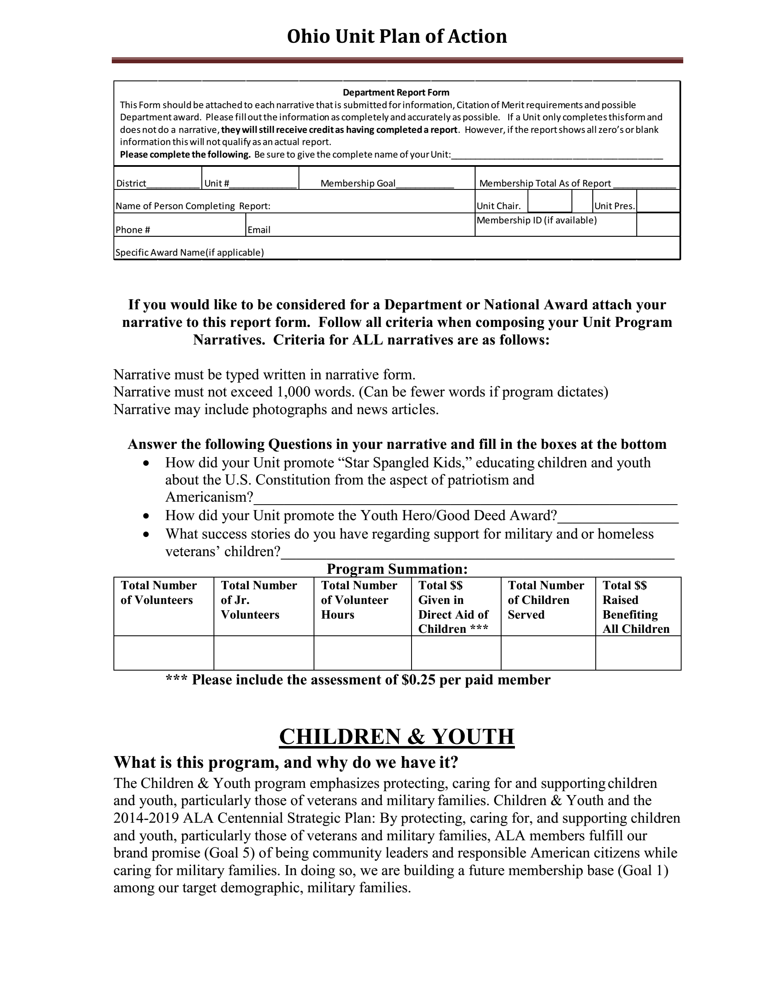 Ohio Unit Plan of Action
Department Report Form
This Form should be attached to each narrative that is submitted for information, Citation of Merit requirements and possible
Department award.  Please fill out the information as completely and accurately as possible.   If a Unit only completes this form and
does not do a narrative, they will still receive credit as having completed a report.  However, if the report shows all zero's or blank
information this will not qualify as an actual report.
Please complete the following.  Be sure to give the complete name of your Unit:____________________________________________
District___________ Unit #______________ Membership Goal____________ Membership Total As of Report _____________
Name of Person Completing  Report: Unit Chair. Unit Pres.
Phone # Email Membership ID (if available)
Specific Award Name(if applicable)
If you would like to be considered for a Department or National Award attach your
narrative to this report form.  Follow all criteria when composing your Unit Program
Narratives.  Criteria for ALL narratives are as follows:
Narrative must be typed written in narrative form.
Narrative must not exceed 1,000 words. (Can be fewer words if program dictates)
Narrative may include photographs and news articles.
Answer the following Questions in your narrative and fill in the boxes at the bottom
• How did your Unit promote “Star Spangled Kids,” educating children and youth
about the U.S. Constitution from the aspect of patriotism and
Americanism?________________________________________________________
• How did your Unit promote the Youth Hero/Good Deed Award?________________
• What success stories do you have regarding support for military and or homeless
veterans’ children?____________________________________________________
Program Summation:
Total Number Total Number Total Number Total $$ Total Number Total $$
of Volunteers of Jr. of Volunteer Given in of Children Raised
Volunteers Hours Direct Aid of Served Benefiting
Children *** All Children
*** Please include the assessment of $0.25 per paid member
CHILDREN & YOUTH
What is this program, and why do we have it?
The Children & Youth program emphasizes protecting, caring for and supporting children
and youth, particularly those of veterans and military families. Children & Youth and the
2014-2019 ALA Centennial Strategic Plan: By protecting, caring for, and supporting children
and youth, particularly those of veterans and military families, ALA members fulfill our
brand promise (Goal 5) of being community leaders and responsible American citizens while
caring for military families. In doing so, we are building a future membership base (Goal 1)
among our target demographic, military families.